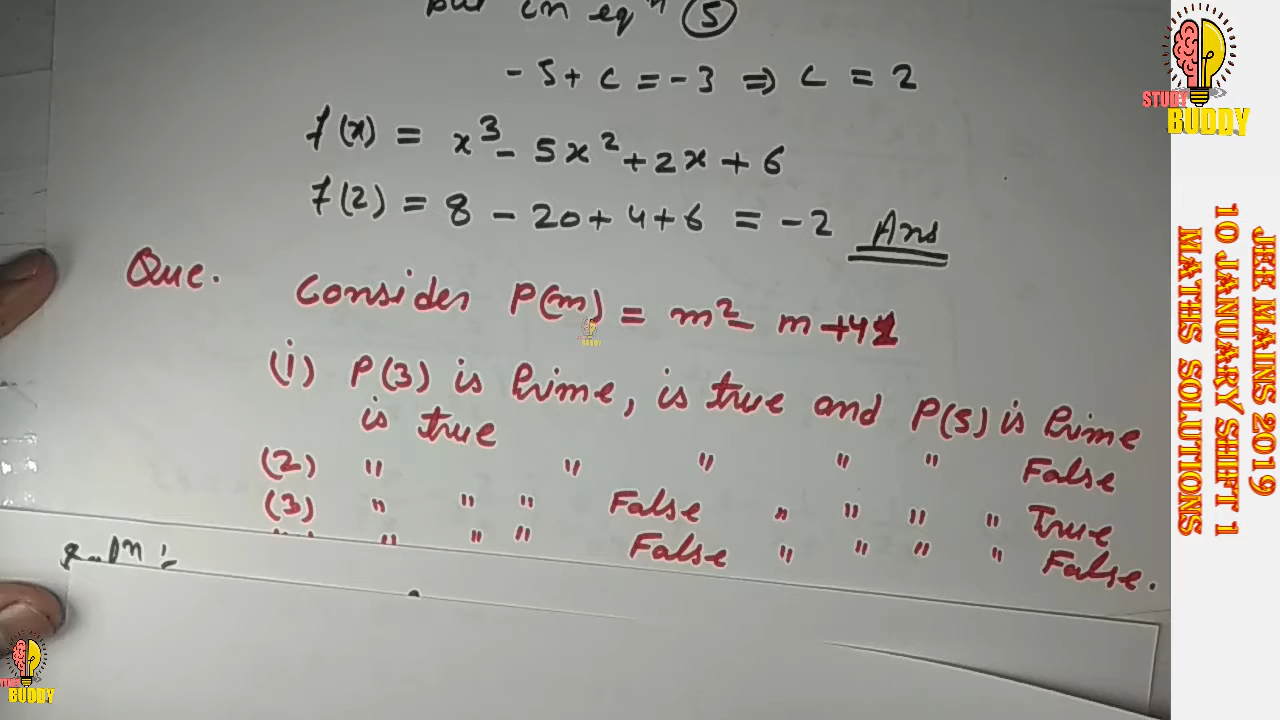 put in eqn ⑤
- 5 + c = - 3 ⇒ c = 2
f(x) = x³ - 5x² + 2x + 6
f(2) = 8 - 20 + 4 + 6 = - 2 Ans
Que. Consider P(m) = m² - m + 41
(i) P(3) is Prime, is true and P(5) is Prime
is true
(2) " " " " " False
(3) " " " False " " " " True
" " " False " " " " False.
Soln :-
STUDY
BUDDY
JEE MAINS 2019
10 JANUARY SHIFT 1
MATHS SOLUTIONS
BUDDY